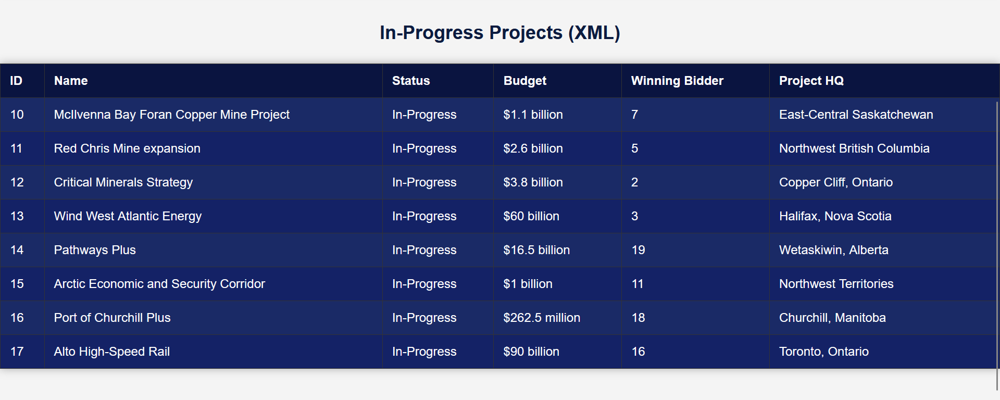 In-Progress Projects (XML)
ID Name Status Budget Winning Bidder Project HQ
10 McIlvenna Bay Foran Copper Mine Project In-Progress $1.1 billion 7 East-Central Saskatchewan
11 Red Chris Mine expansion In-Progress $2.6 billion 5 Northwest British Columbia
12 Critical Minerals Strategy In-Progress $3.8 billion 2 Copper Cliff, Ontario
13 Wind West Atlantic Energy In-Progress $60 billion 3 Halifax, Nova Scotia
14 Pathways Plus In-Progress $16.5 billion 19 Wetaskiwin, Alberta
15 Arctic Economic and Security Corridor In-Progress $1 billion 11 Northwest Territories
16 Port of Churchill Plus In-Progress $262.5 million 18 Churchill, Manitoba
17 Alto High-Speed Rail In-Progress $90 billion 16 Toronto, Ontario